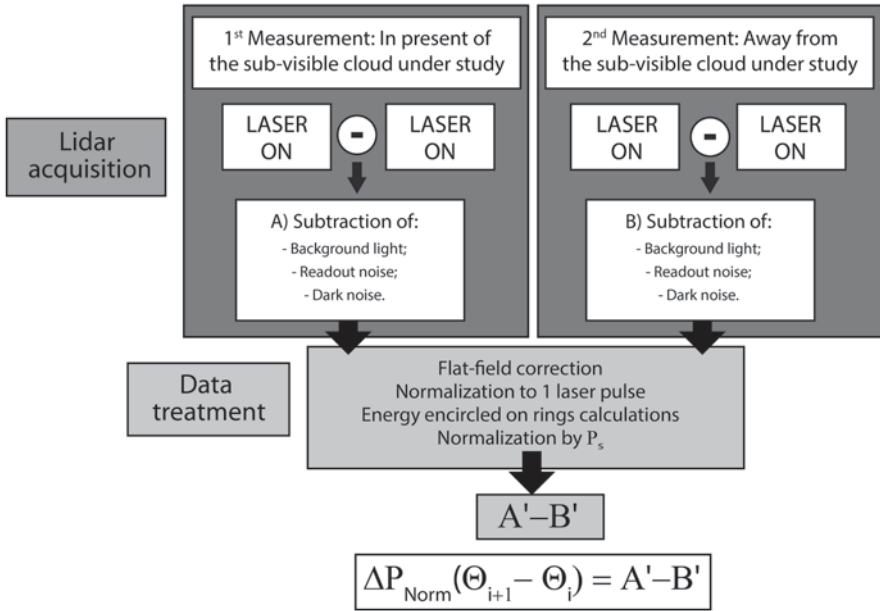 1st Measurement: In present of
the sub-visible cloud under study
LASER
ON
-
LASER
ON
A) Subtraction of:
- Background light;
- Readout noise;
- Dark noise.
2nd Measurement: Away from
the sub-visible cloud under study
LASER
ON
-
LASER
ON
B) Subtraction of:
- Background light;
- Readout noise;
- Dark noise.
Lidar
acquisition
Data
treatment
Flat-field correction
Normalization to 1 laser pulse
Energy encircled on rings calculations
Normalization by Ps
A'–B'
ΔPNorm(Θi+1– Θi) = A'–B'